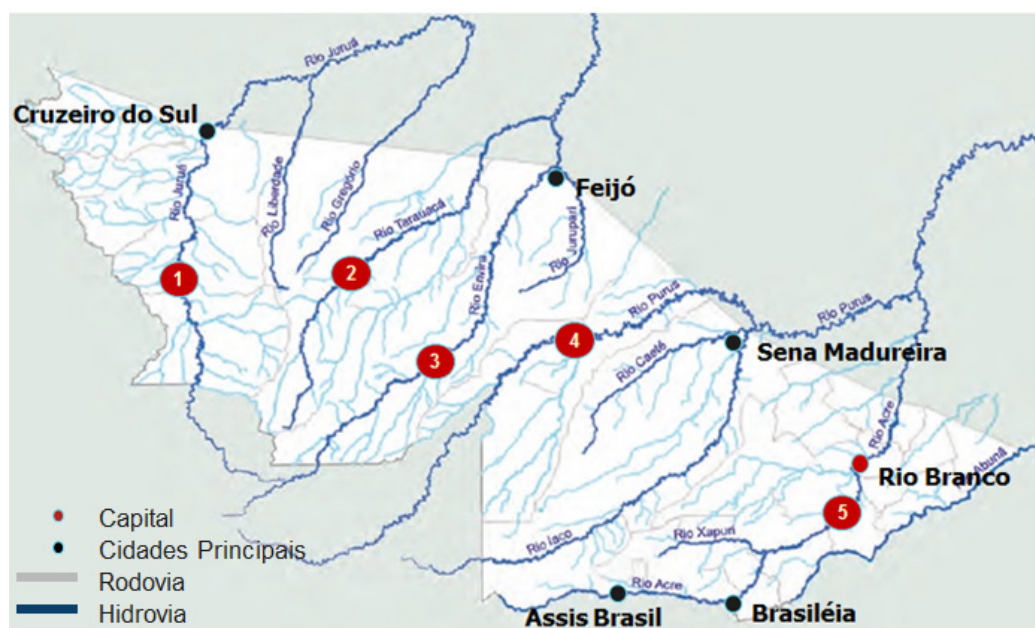 Rio Juruá
Cruzeiro do Sul
Rio Juruá
Rio Liberdade
Rio Gregório
Rio Tarauacá
Feijó
Rio Jurupari
Rio Envira
1
2
3
4
Rio Purus
Rio Purus
Rio Caeté
Sena Madureira
Rio Acre
Rio Branco
Abunã
5
Rio Xapuri
Rio Iaco
Rio Acre
Assis Brasil
Brasiléia
Capital
Cidades Principais
Rodovia
Hidrovia